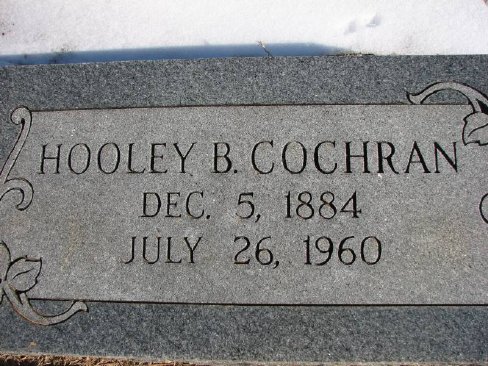 HOOLEY B. COCHRAN
DEC. 5, 1884
JULY 26, 1960